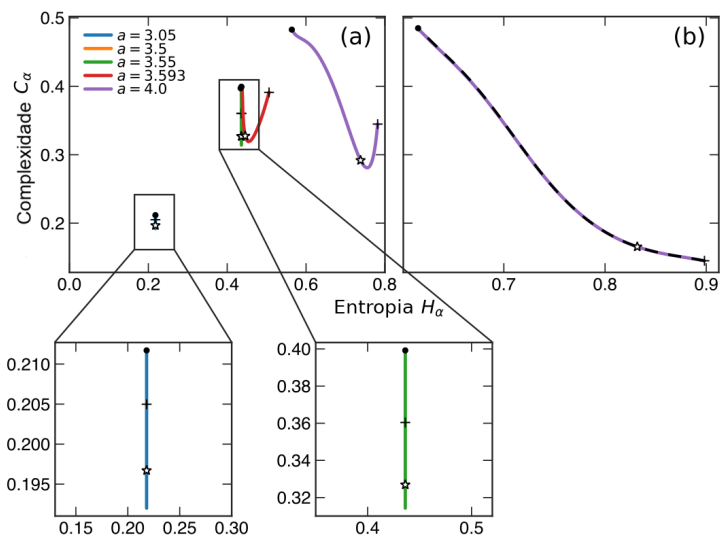 0.5
0.4
0.3
0.2
Complexidade Cα
a = 3.05
a = 3.5
a = 3.55
a = 3.593
a = 4.0
(a)
(b)
0.0 0.2 0.4 0.6 0.8
0.7 0.8 0.9
Entropia Hα
0.210
0.205
0.200
0.195
0.15 0.20 0.25 0.30
0.40
0.38
0.36
0.34
0.32
0.4 0.5